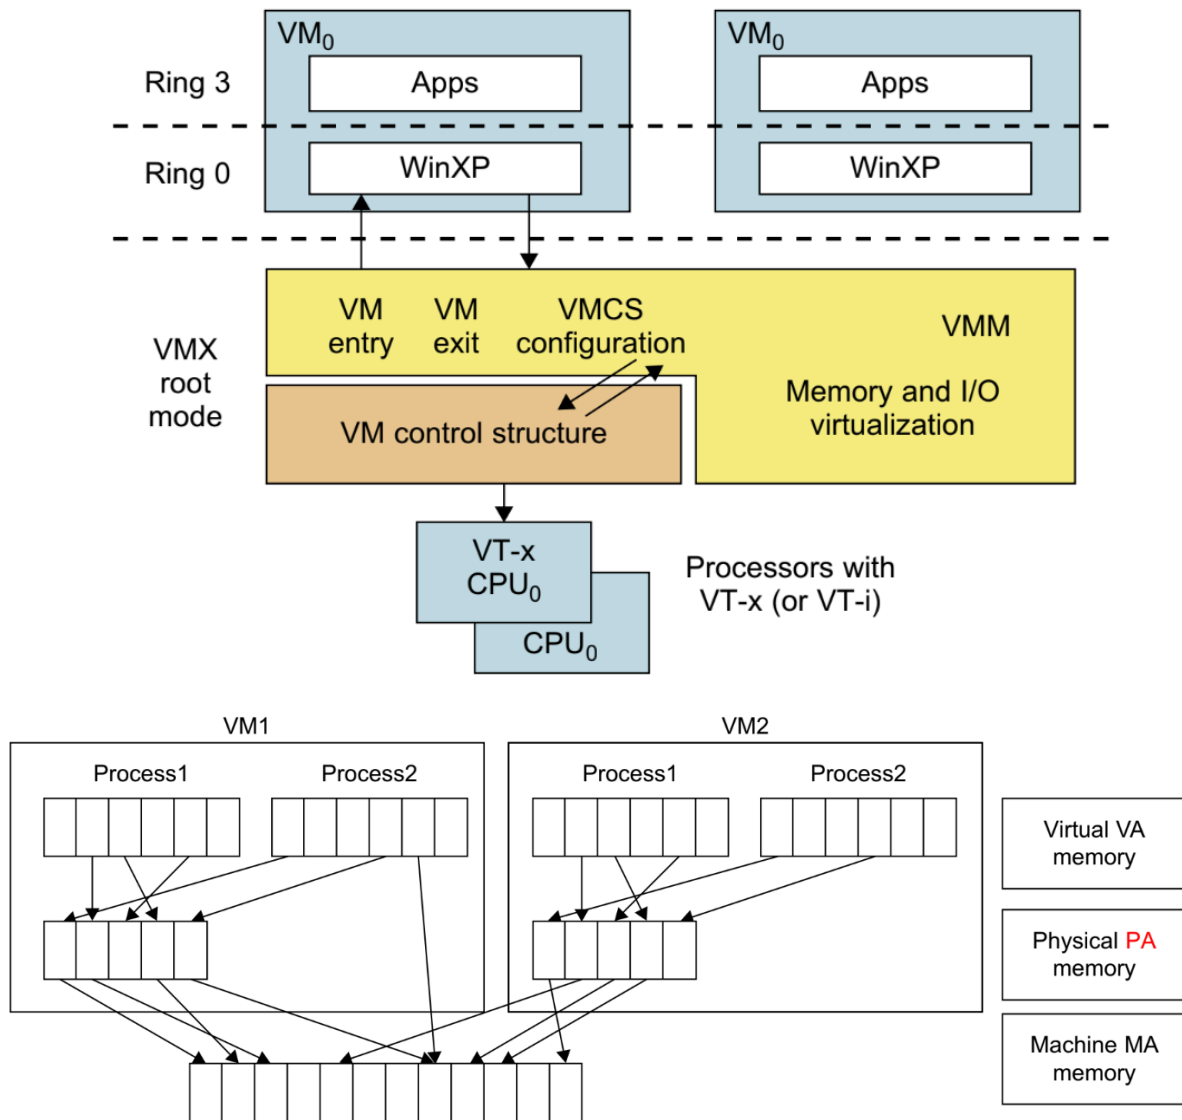 VM₀
VM₀
Ring 3
Apps
Apps
Ring 0
WinXP
WinXP
VMX
root
mode
VM
entry
VM
exit
VMCS
configuration
VMM
Memory and I/O
virtualization
VM control structure
VT-x
CPU₀
CPU₀
Processors with
VT-x (or VT-i)
VM1
VM2
Process1
Process2
Process1
Process2
Virtual VA
memory
Physical PA
memory
Machine MA
memory